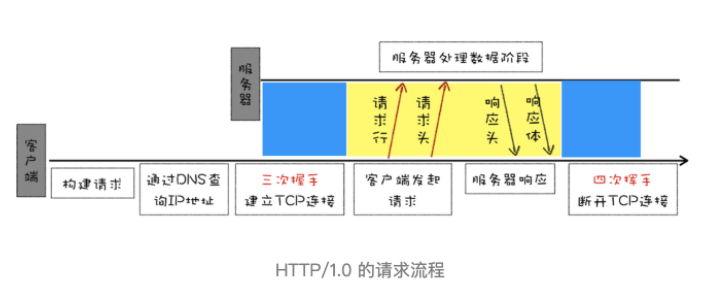 服务器处理数据阶段
服务器
请求行
请求头
响应头
响应体
客户端
构建请求
通过DNS查
询IP地址
三次握手
建立TCP连接
客户端发起
请求
服务器响应
四次挥手
断开TCP连接
HTTP/1.0 的请求流程